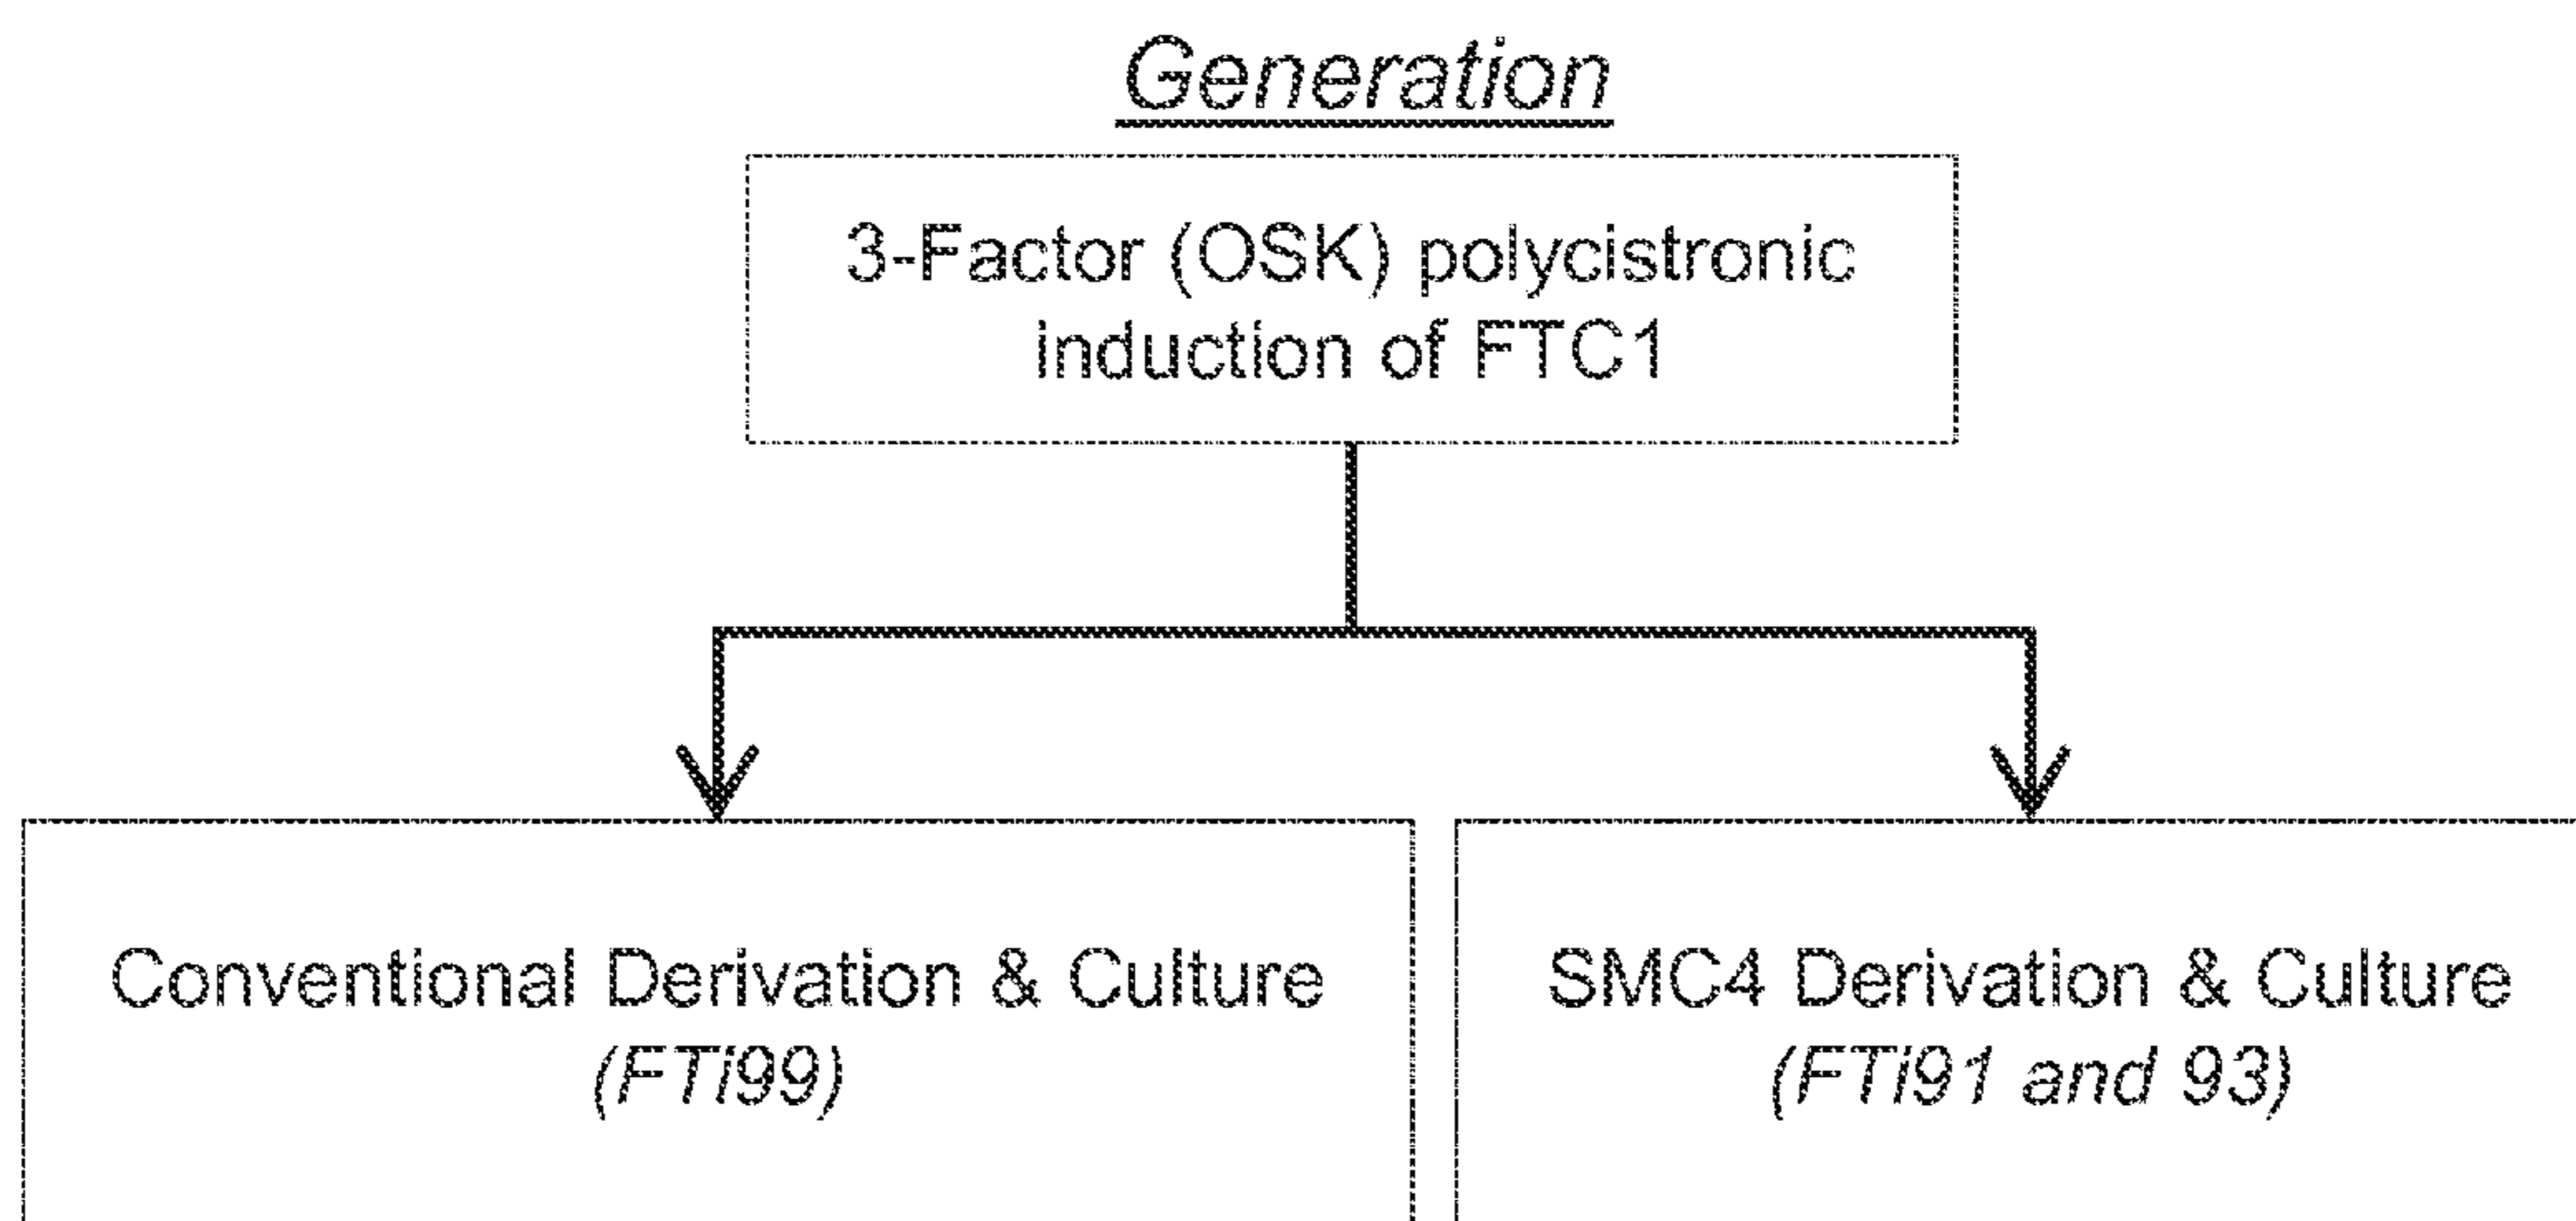 Generation
3-Factor (OSK) polycistronic
induction of FTC1
Conventional Derivation & Culture
(FTi99)
SMC4 Derivation & Culture
(FTi91 and 93)